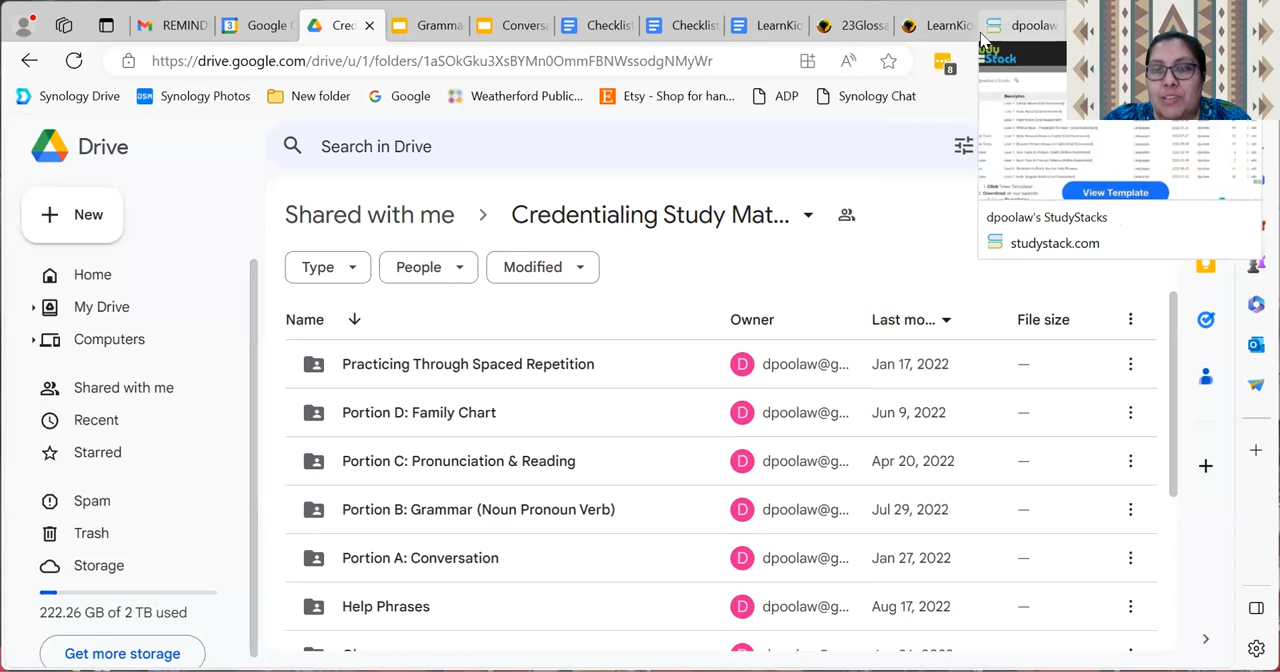 REMIND
Google
Cred
Gramma
Convers
Checklist
Checklist
LearnKio
23Gloss
LearnKio
dpoolaw
https://drive.google.com/drive/u/1/folders/1aSOkGku3XsBYMn0OmmFBNWssodgNMyWr
8
Synology Drive
Synology Photos
New folder
Google
Weatherford Public...
Etsy - Shop for han...
ADP
Synology Chat
Drive
Search in Drive
View Template
dpoolaw's StudyStacks
studystack.com
New
Shared with me
Credentialing Study Mat...
Type
People
Modified
Home
My Drive
Computers
Shared with me
Recent
Starred
Spam
Trash
Storage
222.26 GB of 2 TB used
Get more storage
Name Owner Last mo... File size
Practicing Through Spaced Repetition D dpoolaw@g... Jan 17, 2022 —
Portion D: Family Chart D dpoolaw@g... Jun 9, 2022 —
Portion C: Pronunciation & Reading D dpoolaw@g... Apr 20, 2022 —
Portion B: Grammar (Noun Pronoun Verb) D dpoolaw@g... Jul 29, 2022 —
Portion A: Conversation D dpoolaw@g... Jan 27, 2022 —
Help Phrases D dpoolaw@g... Aug 17, 2022 —